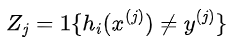 Z_j = 1\{h_i(x^{(j)}) \neq y^{(j)}\}